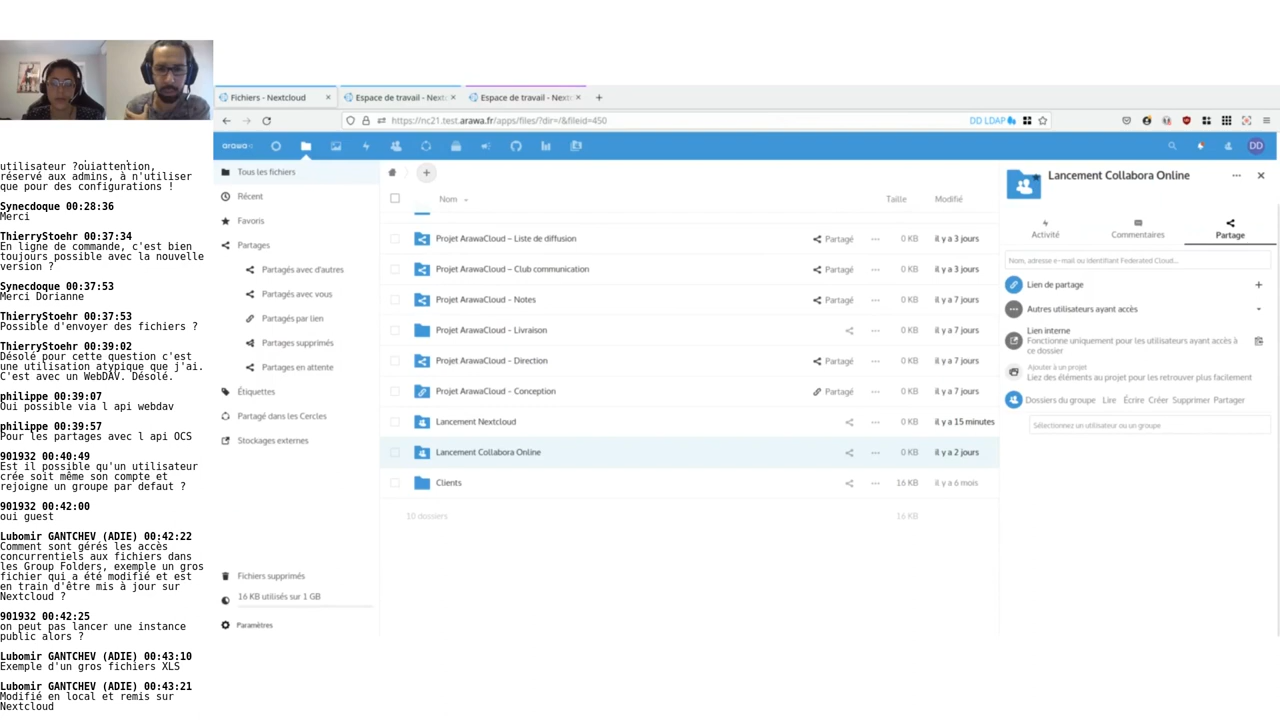 utilisateur ?ouiattention,
réservé aux admins, à n'utiliser
que pour des configurations !
Synecdoque 00:28:36
Merci
ThierryStoehr 00:37:34
En ligne de commande, c'est bien
toujours possible avec la nouvelle
version ?
Synecdoque 00:37:53
Merci Dorianne
ThierryStoehr 00:37:53
Possible d'envoyer des fichiers ?
ThierryStoehr 00:39:02
Désolé pour cette question c'est
une utilisation atypique que j'ai.
C'est avec un WebDAV. Désolé.
philippe 00:39:07
Oui possible via l api webdav
philippe 00:39:57
Pour les partages avec l api OCS
901932 00:40:49
Est il possible qu'un utilisateur
crée soit même son compte et
rejoigne un groupe par defaut ?
901932 00:42:00
oui guest
Lubomir GANTCHEV (ADIE) 00:42:22
Comment sont gérés les accès
concurrentiels aux fichiers dans
les Group Folders, exemple un gros
fichier qui a été modifié et est
en train d'être mis à jour sur
Nextcloud ?
901932 00:42:25
on peut pas lancer une instance
public alors ?
Lubomir GANTCHEV (ADIE) 00:43:10
Exemple d'un gros fichiers XLS
Lubomir GANTCHEV (ADIE) 00:43:21
Modifié en local et remis sur
Nextcloud
Fichiers - Nextcloud
Espace de travail - Next
Espace de travail - Next
https://nc21.test.arawa.fr/apps/files/?dir=/&fileid=450
DD LDAP
arawa
DD
Tous les fichiers
Récent
Favoris
Partages
Partagés avec d'autres
Partagés avec vous
Partagés par lien
Partages supprimés
Partages en attente
Étiquettes
Partagé dans les Cercles
Stockages externes
Fichiers supprimés
16 KB utilisés sur 1 GB
Paramètres
Nom Taille Modifié
Projet ArawaCloud – Liste de diffusion Partagé 0 KB il y a 3 jours
Projet ArawaCloud – Club communication Partagé 0 KB il y a 3 jours
Projet ArawaCloud – Notes Partagé 0 KB il y a 7 jours
Projet ArawaCloud – Livraison 0 KB il y a 7 jours
Projet ArawaCloud – Direction Partagé 0 KB il y a 7 jours
Projet ArawaCloud – Conception Partagé 0 KB il y a 7 jours
Lancement Nextcloud 0 KB il y a 15 minutes
Lancement Collabora Online 0 KB il y a 2 jours
Clients 16 KB il y a 6 mois
10 dossiers 16 KB
Lancement Collabora Online
Activité Commentaires Partage
Nom, adresse e-mail ou identifiant Federated Cloud...
Lien de partage
Autres utilisateurs ayant accès
Lien interne
Fonctionne uniquement pour les utilisateurs ayant accès à
ce dossier
Ajouter à un projet
Liez des éléments au projet pour les retrouver plus facilement
Dossiers du groupe Lire Écrire Créer Supprimer Partager
Sélectionnez un utilisateur ou un groupe